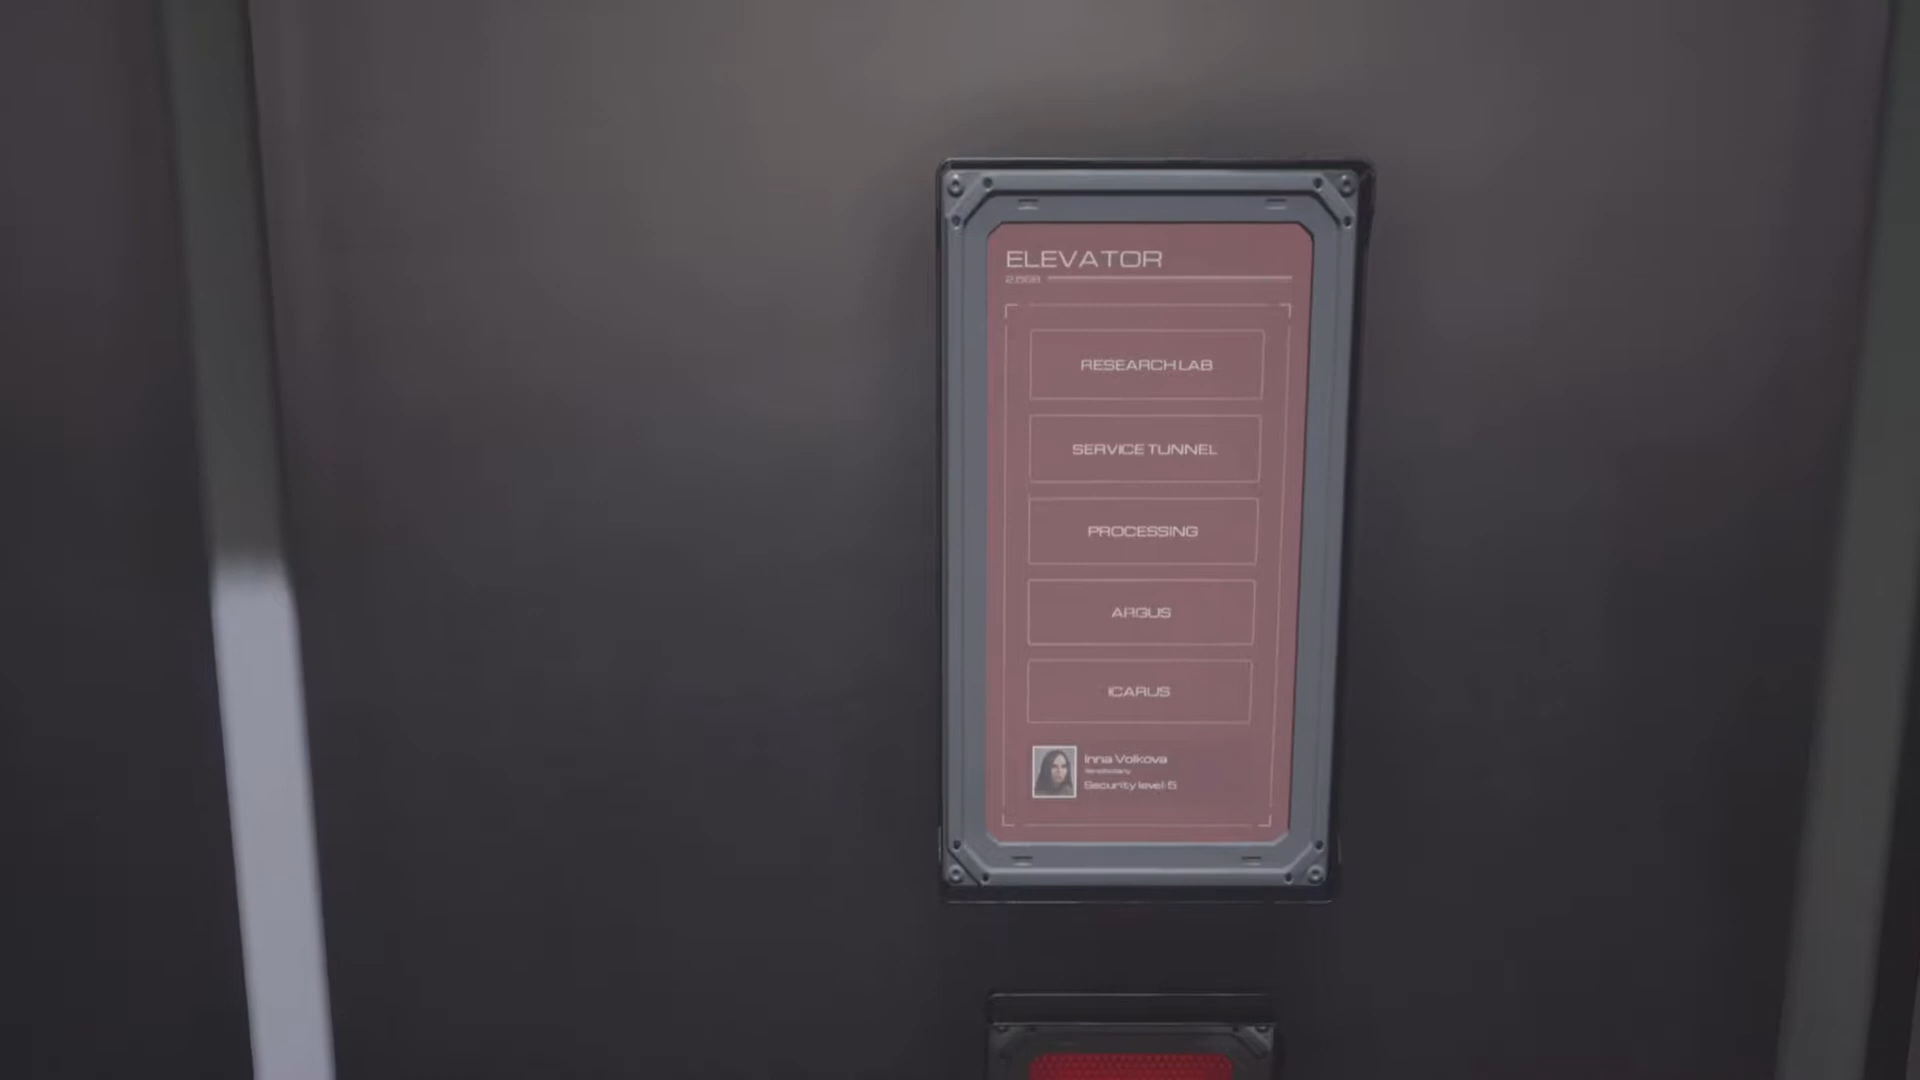 ELEVATOR
RESEARCH LAB
SERVICE TUNNEL
PROCESSING
ARGUS
ICARUS
Inna Volkova
Security level 5